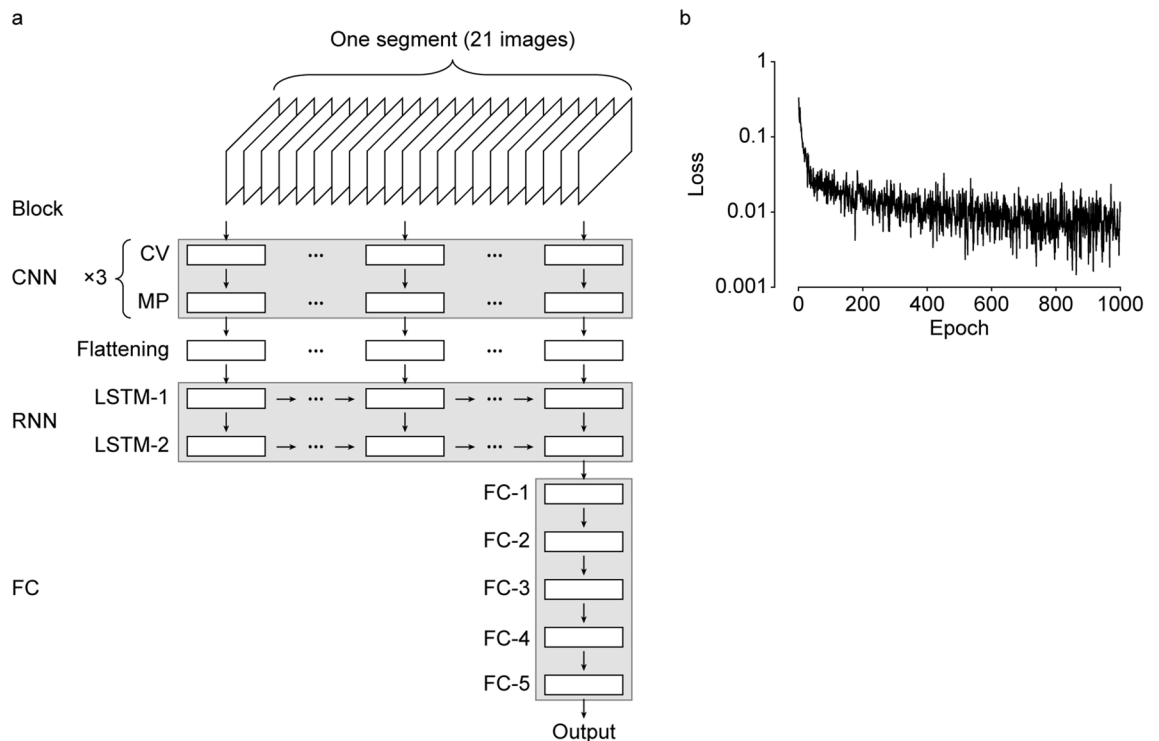 a
One segment (21 images)
Block
CNN ×3 CV
MP
Flattening
RNN
LSTM-1
LSTM-2
FC
FC-1
FC-2
FC-3
FC-4
FC-5
Output
b
Loss
1
0.1
0.01
0.001
0 200 400 600 800 1000
Epoch